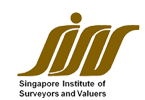 Singapore Institute of
Surveyors and Valuers